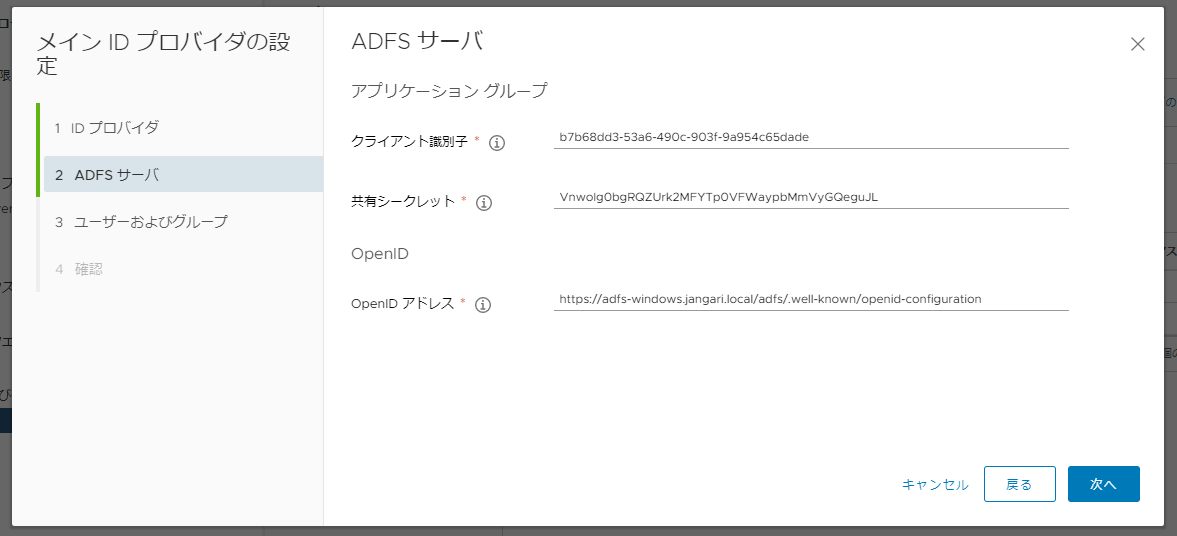 メイン ID プロバイダの設
定
1 ID プロバイダ
2 ADFS サーバ
3 ユーザーおよびグループ
4 確認
ADFS サーバ
アプリケーション グループ
クライアント識別子 *
b7b68dd3-53a6-490c-903f-9a954c65dade
共有シークレット *
Vnwolg0bgRQZUrk2MFYTp0VFWaypbMmVyGQeguJL
OpenID
OpenID アドレス *
https://adfs-windows.jangari.local/adfs/.well-known/openid-configuration
キャンセル
戻る
次へ